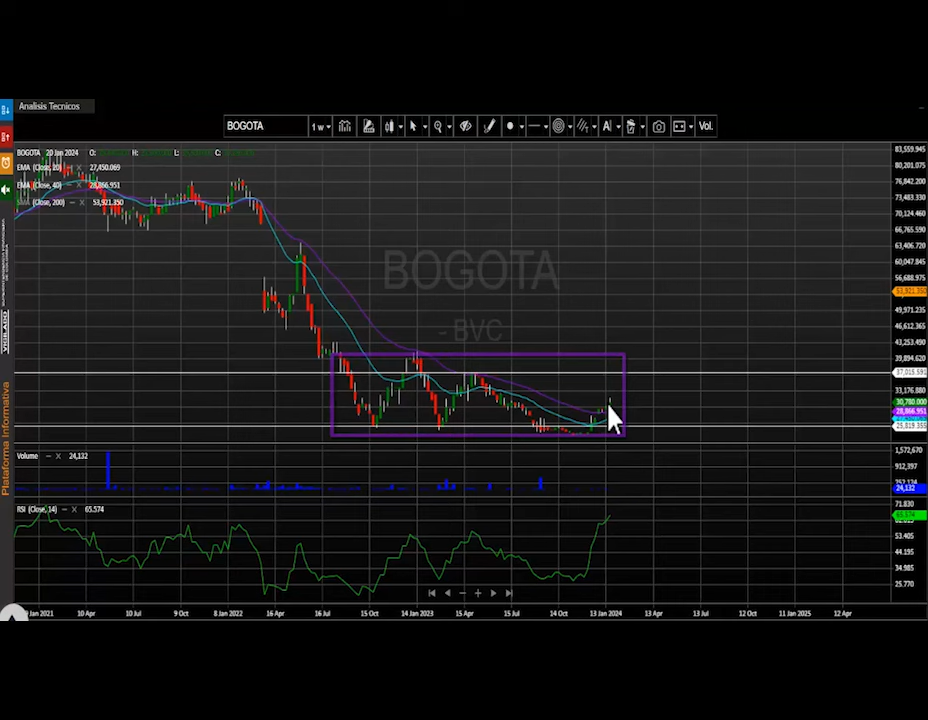 Analisis Tecnicos
BOGOTA
1 w
Vol.
BOGOTA 20 Jan 2024 O: H: L: C:
EMA (Close, 20) 27,450.069
EMA (Close, 40) 28,866.951
(Close, 200) 53,921.350
BOGOTA
- BVC
83,559.945
80,201.075
76,842.200
73,483.330
70,124.460
66,765.590
63,406.720
60,047.845
56,688.975
53,921.350
49,971.235
46,612.365
43,253.490
39,894.620
37,015.591
33,176.880
30,780.000
28,866.951
25,819.355
Volume 24,132
1,572,670
912,397
24,132
RSI (Close, 14) 65.574
71.830
65.574
53.405
44.195
34.985
25.770
Jan 2021
10 Apr
10 Jul
9 Oct
8 Jan 2022
16 Apr
16 Jul
15 Oct
14 Jan 2023
15 Apr
15 Jul
14 Oct
13 Jan 2024
13 Apr
13 Jul
12 Oct
11 Jan 2025
12 Apr
VIGILADO
Plataforma Informativa